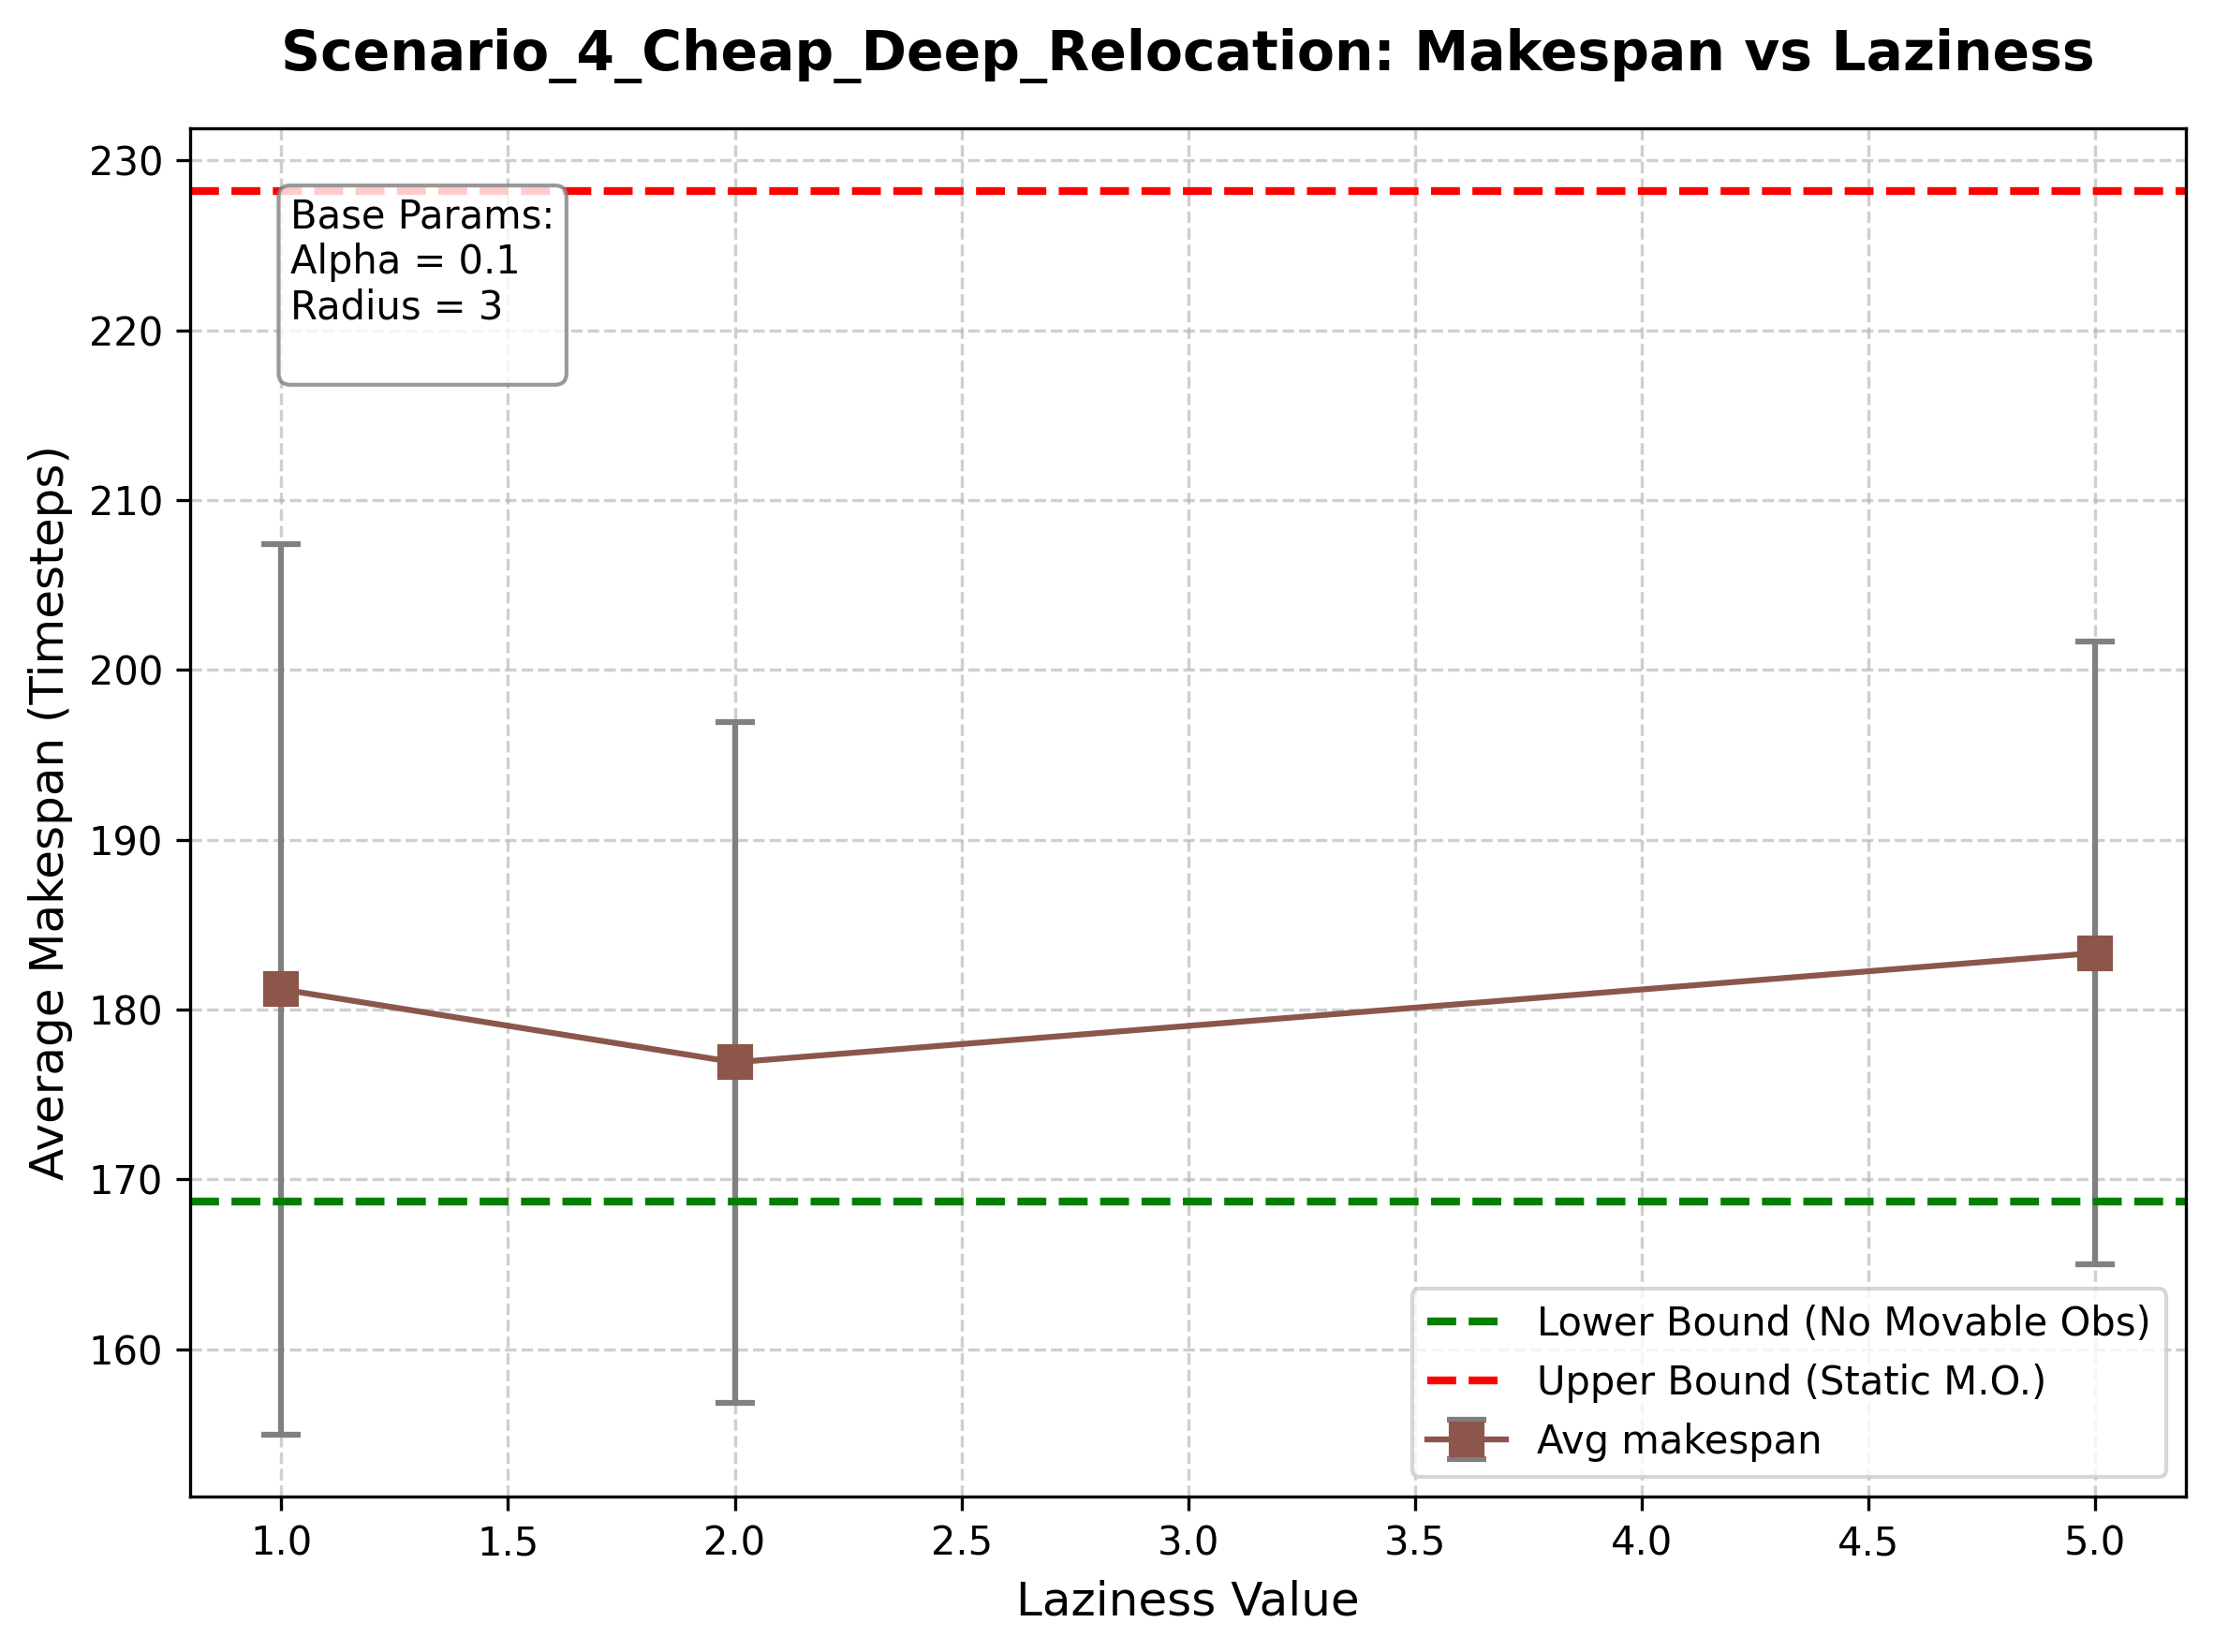 Scenario_4_Cheap_Deep_Relocation: Makespan vs Laziness
Average Makespan (Timesteps)
230
220
210
200
190
180
170
160
Base Params:
Alpha = 0.1
Radius = 3
Lower Bound (No Movable Obs)
Upper Bound (Static M.O.)
Avg makespan
1.0 1.5 2.0 2.5 3.0 3.5 4.0 4.5 5.0
Laziness Value